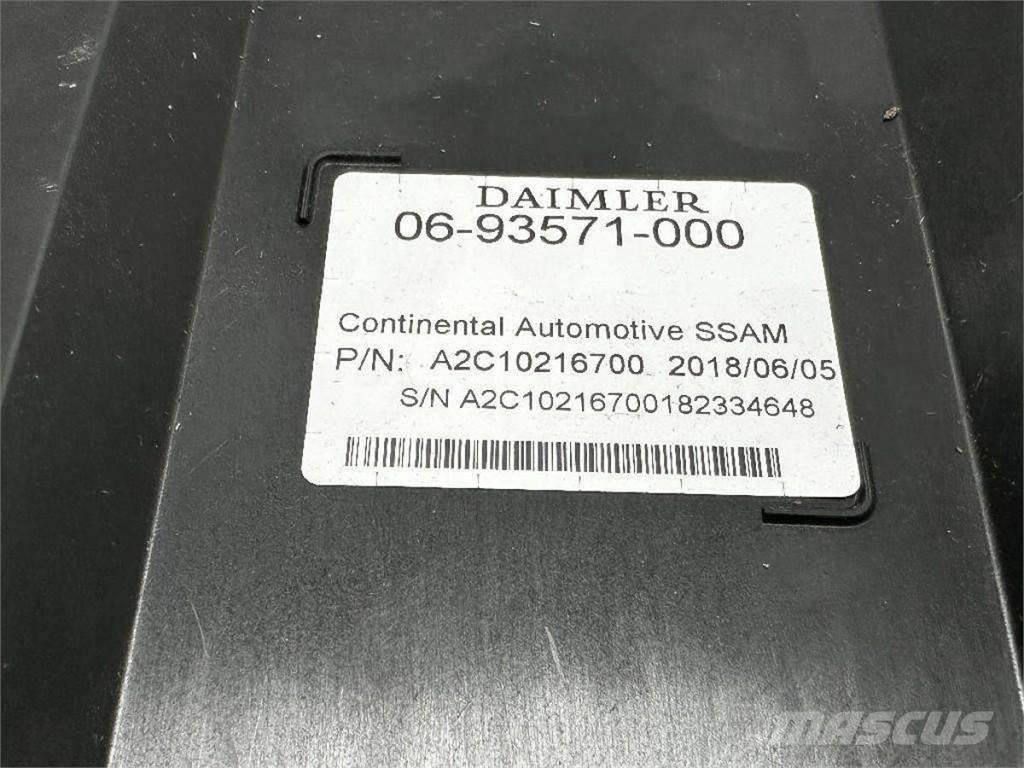 DAIMLER
06-93571-000
Continental Automotive SSAM
P/N: A2C10216700 2018/06/05
S/N A2C10216700182334648
MASCUS